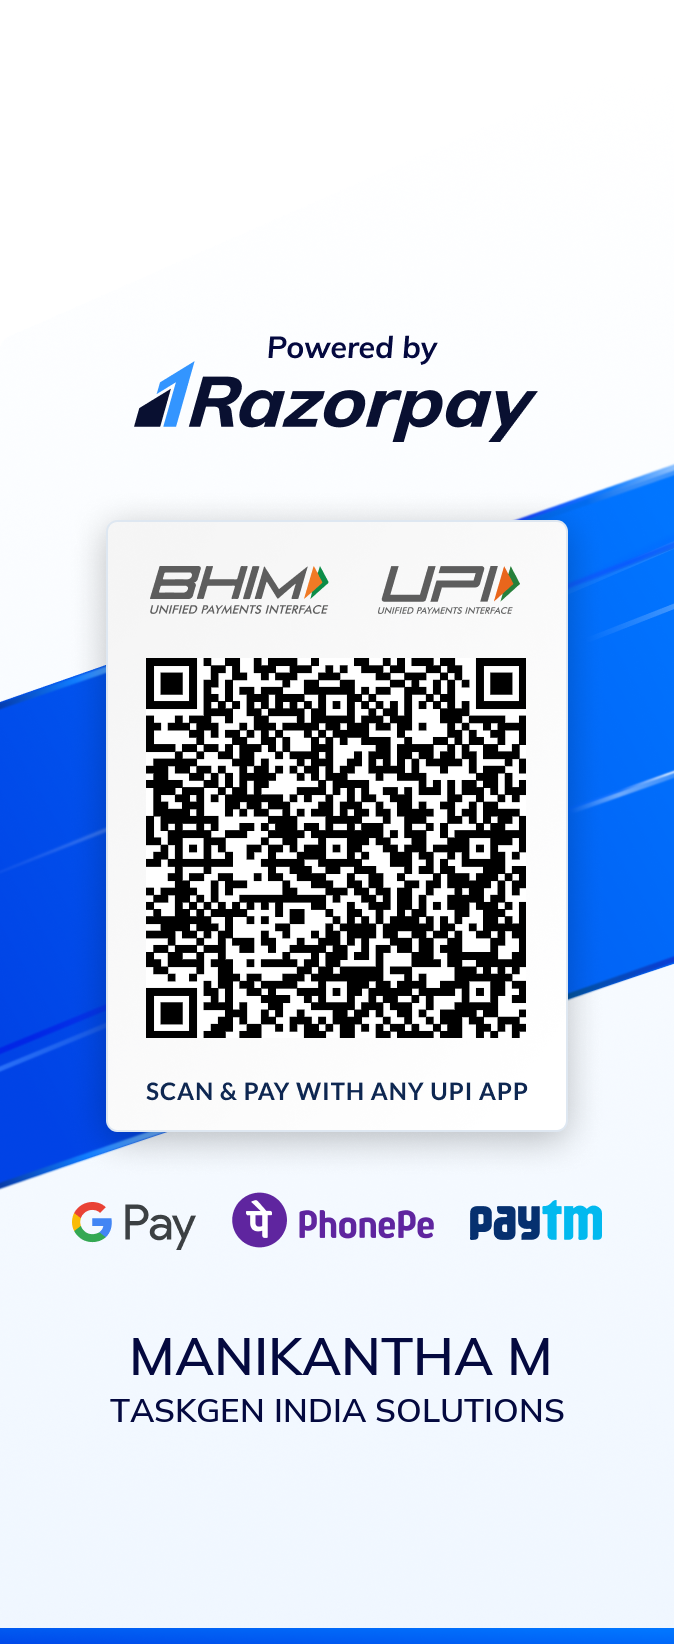 Powered by
Razorpay
BHIM UPI
UNIFIED PAYMENTS INTERFACE UNIFIED PAYMENTS INTERFACE
SCAN & PAY WITH ANY UPI APP
G Pay पे PhonePe paytm
MANIKANTHA M
TASKGEN INDIA SOLUTIONS